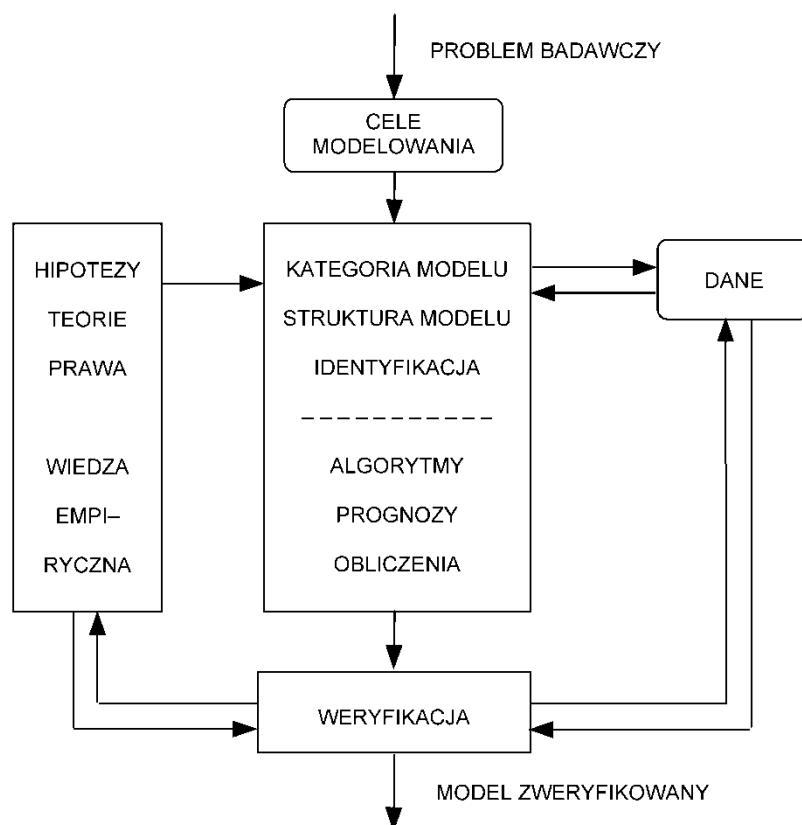 PROBLEM BADAWCZY
CELE
MODELOWANIA
HIPOTEZY
TEORIE
PRAWA
WIEDZA
EMPI–
RYCZNA
KATEGORIA MODELU
STRUKTURA MODELU
IDENTYFIKACJA
ALGORYTMY
PROGNOZY
OBLICZENIA
DANE
WERYFIKACJA
MODEL ZWERYFIKOWANY